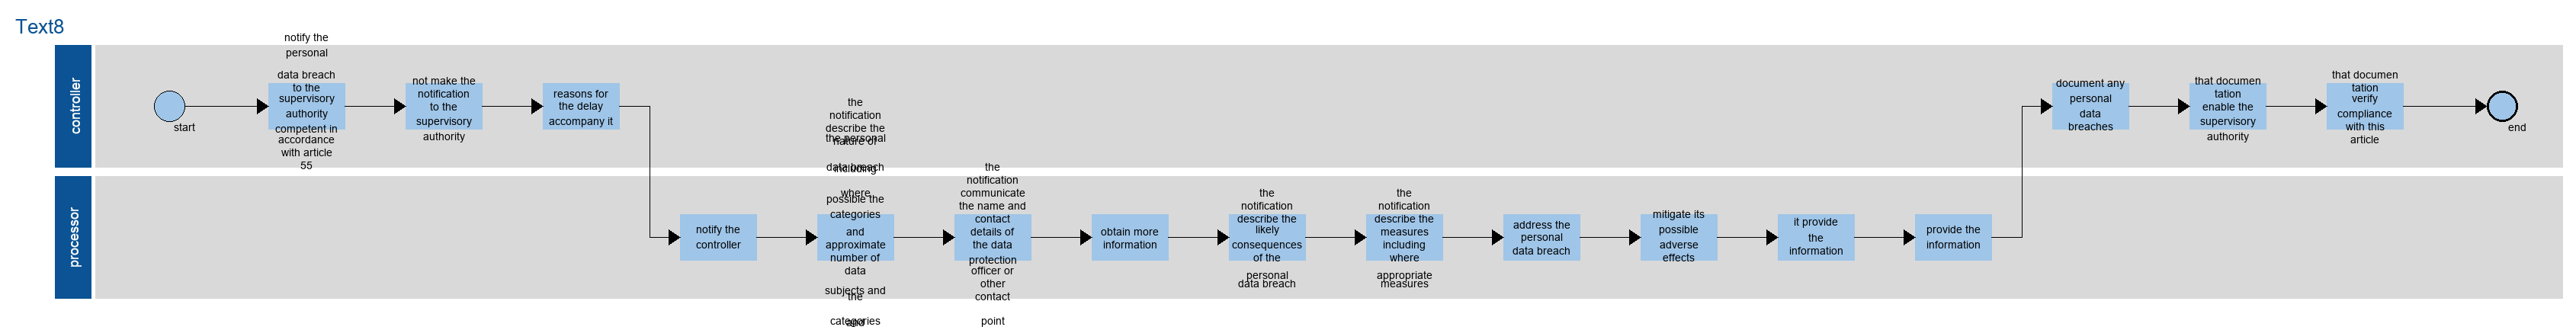 Text8
controller
processor
start
notify the
personal
data breach
to the
supervisory
authority
competent in
accordance
with article
55
not make the
notification
to the
supervisory
authority
reasons for
the delay
accompany it
notify the
controller
the
notification
describe the
nature of
the personal
data breach
including
where
possible the
categories
and
approximate
number of
data
subjects and
the
categories
and
the
notification
communicate
the name and
contact
details of
the data
protection
officer or
other
contact
point
obtain more
information
the
notification
describe the
likely
consequences
of the
personal
data breach
the
notification
describe the
measures
including
where
appropriate
measures
address the
personal
data breach
mitigate its
possible
adverse
effects
it provide
the
information
provide the
information
document any
personal
data
breaches
that documen
tation
enable the
supervisory
authority
that documen
tation
verify
compliance
with this
article
end